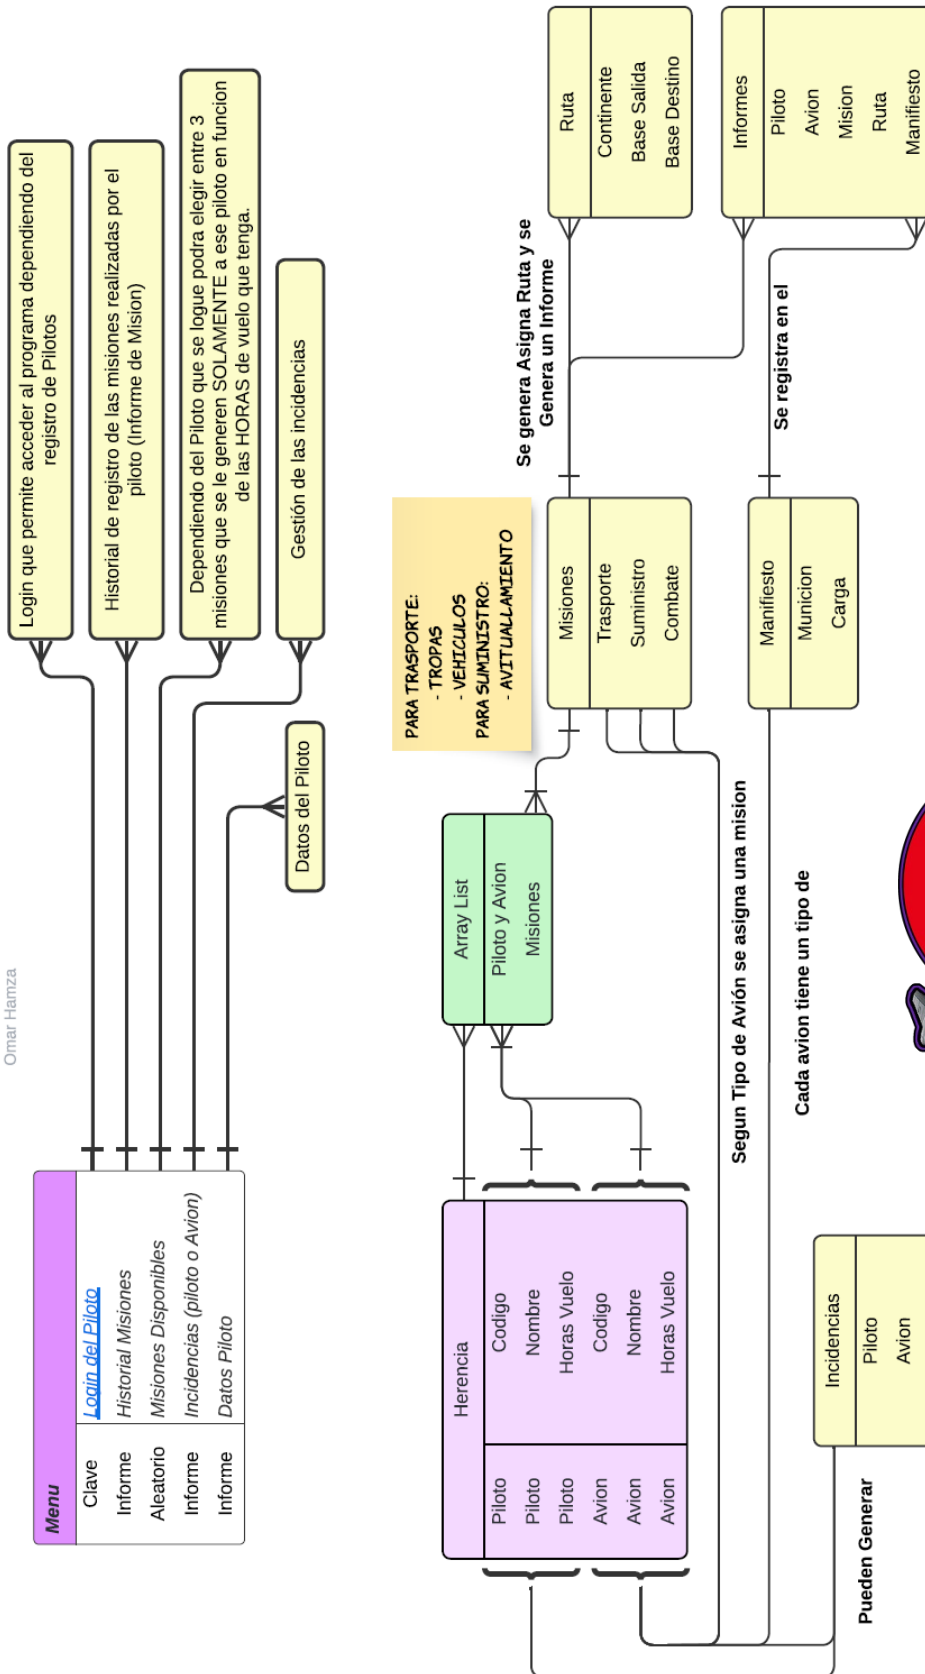 Omar Hamza
Menu
Clave Login del Piloto
Informe Historial Misiones
Aleatorio Misiones Disponibles
Informe Incidencias (piloto o Avion)
Informe Datos Piloto
Login que permite acceder al programa dependiendo del
registro de Pilotos
Historial de registro de las misiones realizadas por el
piloto (Informe de Mision)
Dependiendo del Piloto que se logue podra elegir entre 3
misiones que se le generen SOLAMENTE a ese piloto en funcion
de las HORAS de vuelo que tenga.
Gestión de las incidencias
Datos del Piloto
Herencia
Piloto Codigo
Piloto Nombre
Piloto Horas Vuelo
Avion Codigo
Avion Nombre
Avion Horas Vuelo
Array List
Piloto y Avion
Misiones
PARA TRASPORTE:
- TROPAS
- VEHICULOS
PARA SUMINISTRO:
- AVITUALLAMIENTO
Misiones
Trasporte
Suministro
Combate
Se genera Asigna Ruta y se
Genera un Informe
Ruta
Continente
Base Salida
Base Destino
Informes
Piloto
Avion
Mision
Ruta
Manifiesto
Se registra en el
Manifiesto
Municion
Carga
Segun Tipo de Avión se asigna una mision
Cada avion tiene un tipo de
Incidencias
Piloto
Avion
Pueden Generar